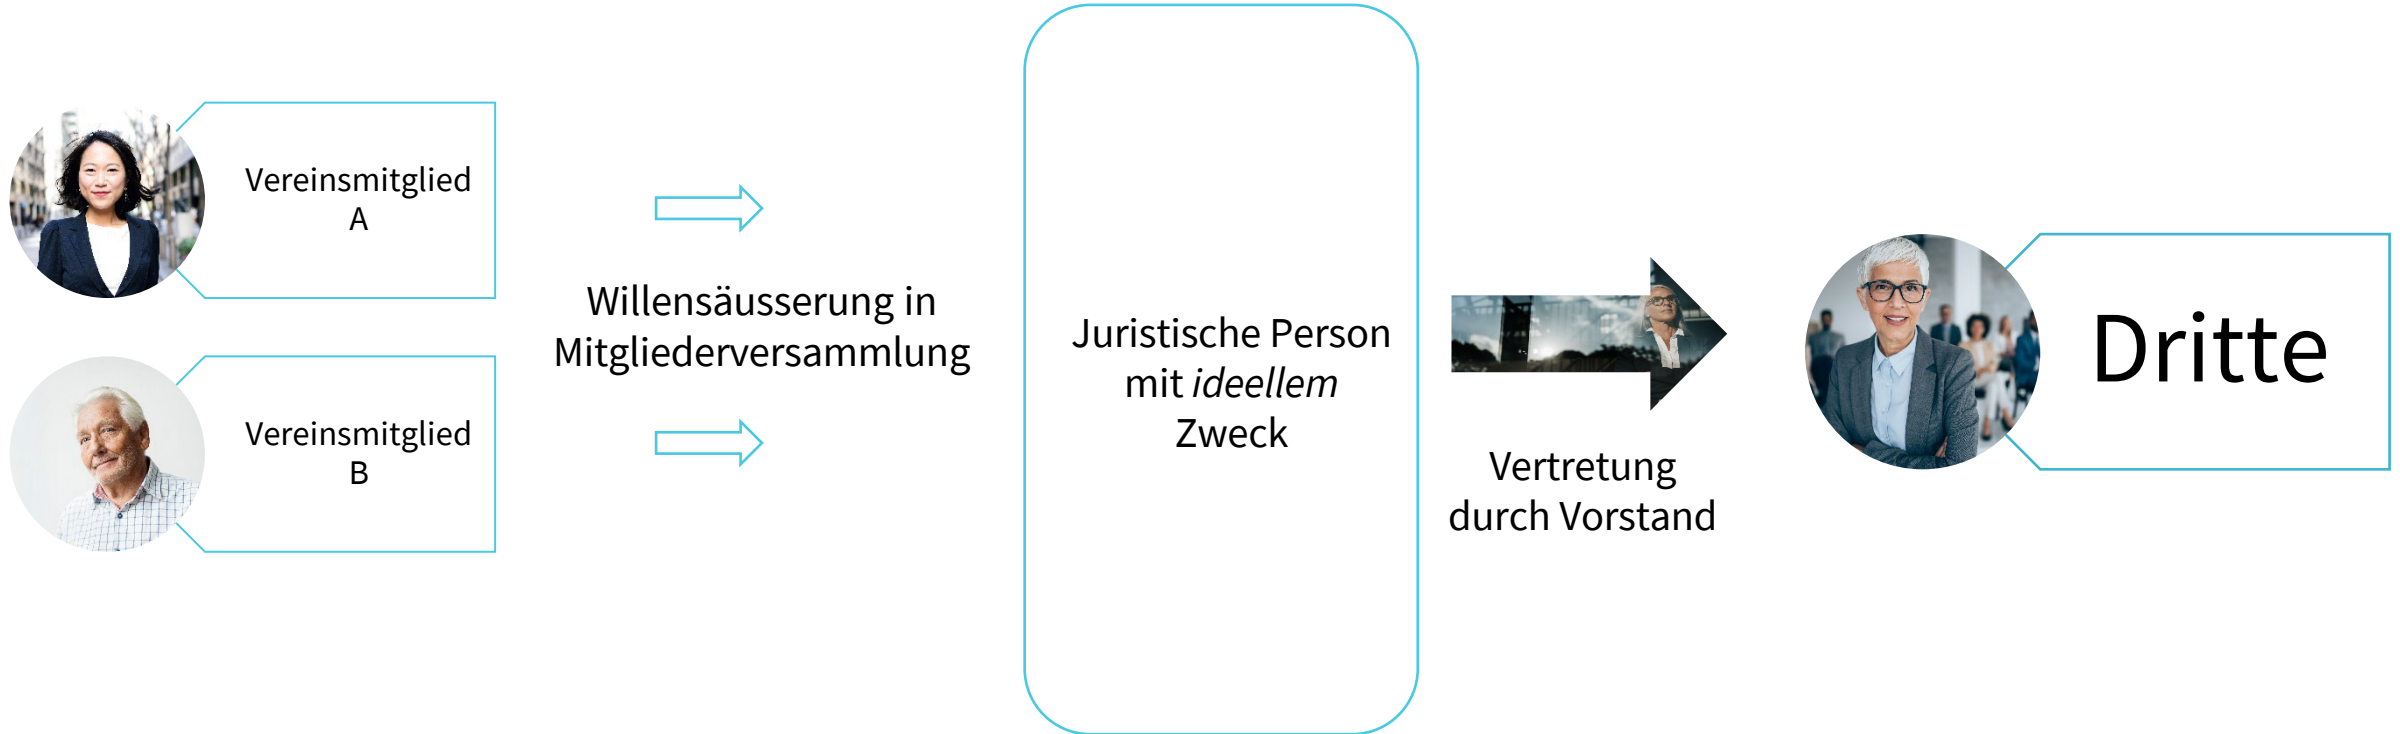 Vereinsmitglied
A
Vereinsmitglied
B
Willensäusserung in
Mitgliederversammlung
Juristische Person
mit ideellem
Zweck
Vertretung
durch Vorstand
Dritte